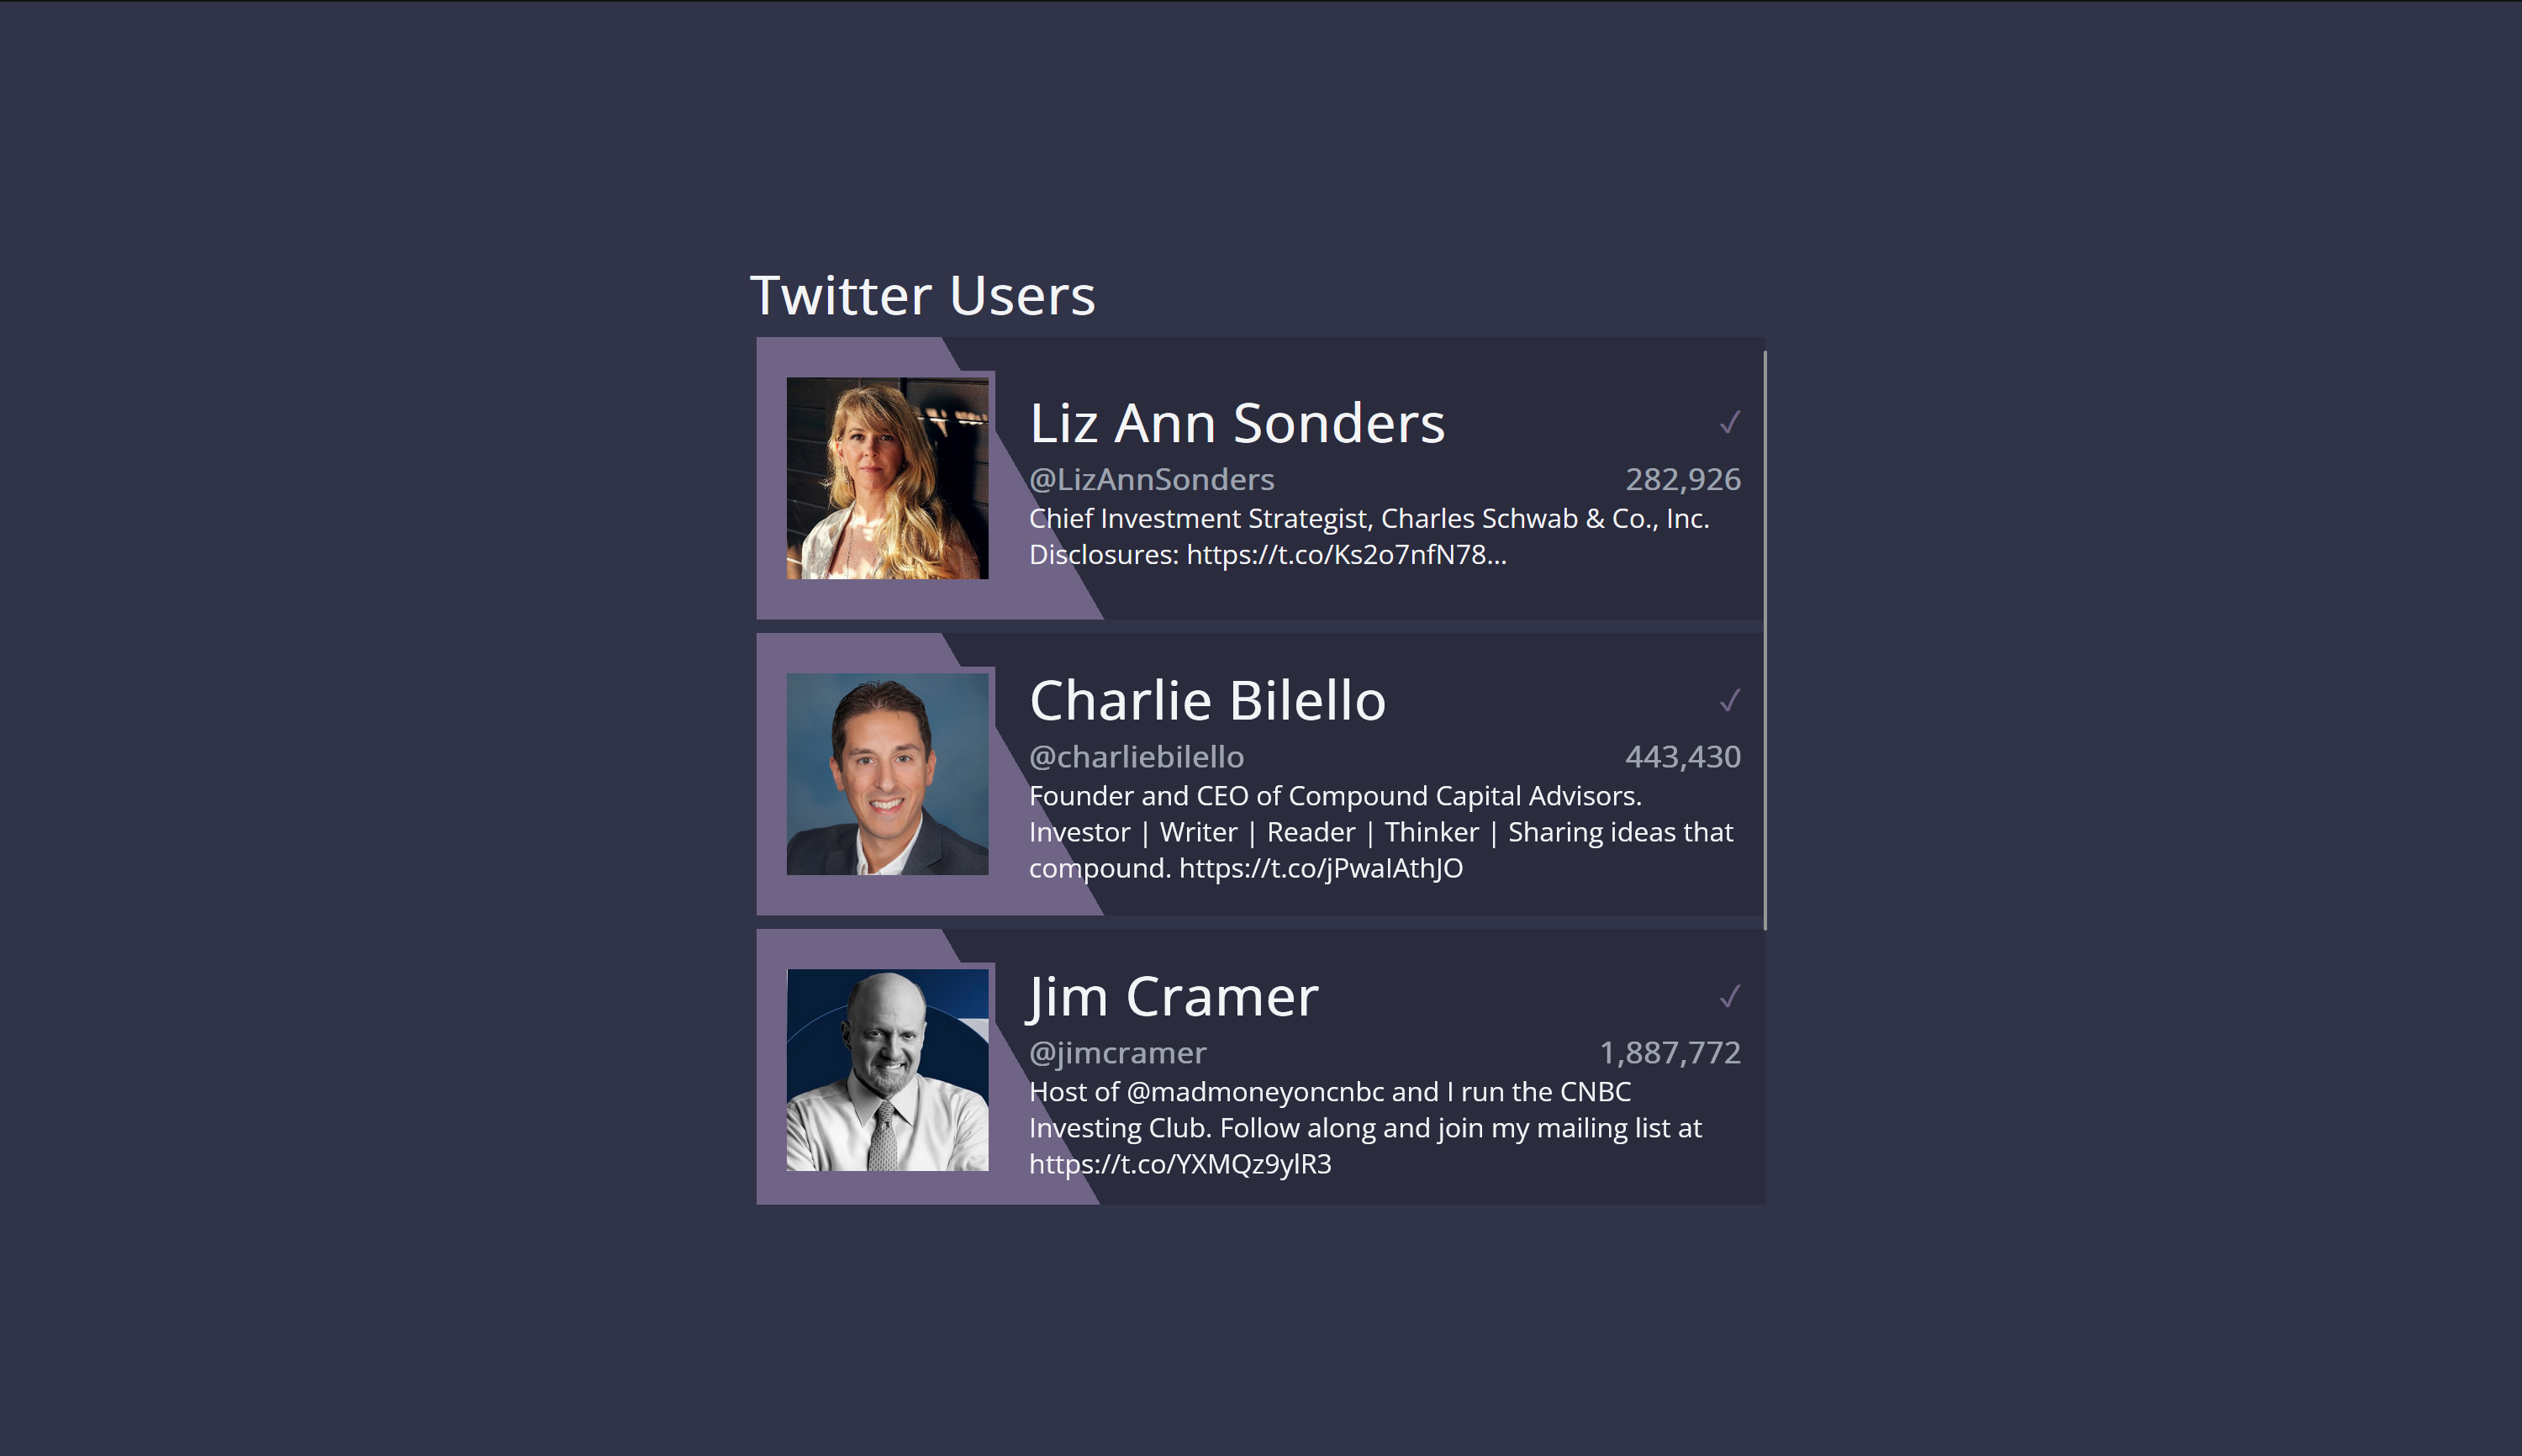 Twitter Users
Liz Ann Sonders ✓
@LizAnnSonders 282,926
Chief Investment Strategist, Charles Schwab & Co., Inc.
Disclosures: https://t.co/Ks2o7nfN78...
Charlie Bilello ✓
@charliebilello 443,430
Founder and CEO of Compound Capital Advisors.
Investor | Writer | Reader | Thinker | Sharing ideas that
compound. https://t.co/jPwaIAthJO
Jim Cramer ✓
@jimcramer 1,887,772
Host of @madmoneyoncnbc and I run the CNBC
Investing Club. Follow along and join my mailing list at
https://t.co/YXMQz9ylR3